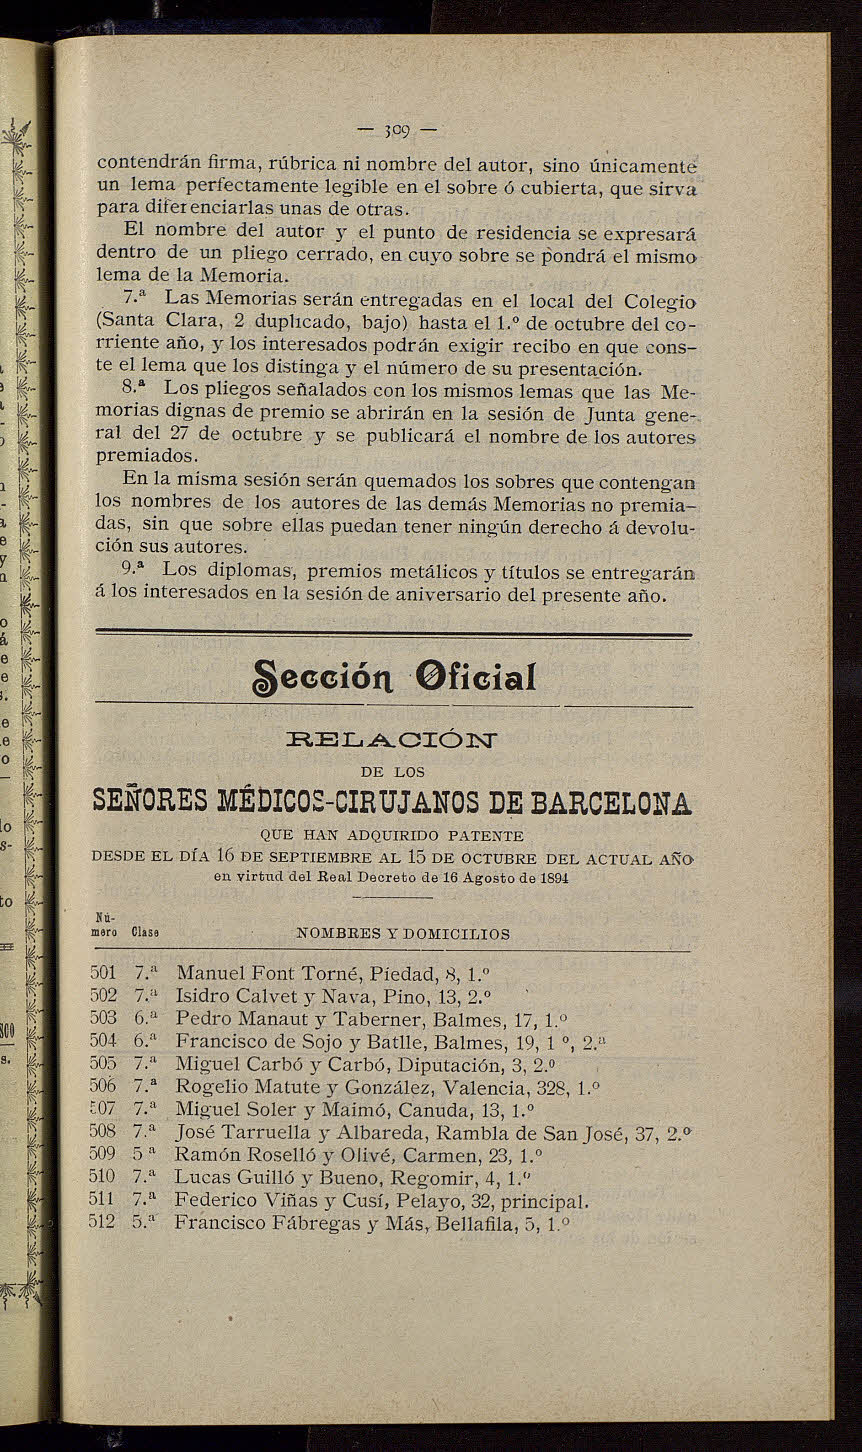 — 309 —
contendrán firma, rúbrica ni nombre del autor, sino únicamente
un lema perfectamente legible en el sobre ó cubierta, que sirva
para diferenciarlas unas de otras.
El nombre del autor y el punto de residencia se expresará
dentro de un pliego cerrado, en cuyo sobre se pondrá el mismo
lema de la Memoria.
7.ª Las Memorias serán entregadas en el local del Colegio
(Santa Clara, 2 duplicado, bajo) hasta el 1.º de octubre del co-
rriente año, y los interesados podrán exigir recibo en que cons-
te el lema que los distinga y el número de su presentación.
8.ª Los pliegos señalados con los mismos lemas que las Me-
morias dignas de premio se abrirán en la sesión de Junta gene-
ral del 27 de octubre y se publicará el nombre de los autores
premiados.
En la misma sesión serán quemados los sobres que contengan
los nombres de los autores de las demás Memorias no premia-
das, sin que sobre ellas puedan tener ningún derecho á devolu-
ción sus autores.
9.ª Los diplomas, premios metálicos y títulos se entregarán
á los interesados en la sesión de aniversario del presente año.
Sección Oficial
RELACIÓN
DE LOS
SEÑORES MÉDICOS-CIRUJANOS DE BARCELONA
QUE HAN ADQUIRIDO PATENTE
DESDE EL DÍA 16 DE SEPTIEMBRE AL 15 DE OCTUBRE DEL ACTUAL AÑO
en virtud del Real Decreto de 16 Agosto de 1894
Nú-
mero Clase NOMBRES Y DOMICILIOS
501 7.ª Manuel Font Torné, Piedad, 8, 1.º
502 7.ª Isidro Calvet y Nava, Pino, 13, 2.º
503 6.ª Pedro Manaut y Taberner, Balmes, 17, 1.º
504 6.ª Francisco de Sojo y Batlle, Balmes, 19, 1 º, 2.ª
505 7.ª Miguel Carbó y Carbó, Diputación, 3, 2.º
506 7.ª Rogelio Matute y González, Valencia, 328, 1.º
507 7.ª Miguel Soler y Maimó, Canuda, 13, 1.º
508 7.ª José Tarruella y Albareda, Rambla de San José, 37, 2.º
509 5 ª Ramón Roselló y Olivé, Carmen, 23, 1.º
510 7.ª Lucas Guilló y Bueno, Regomir, 4, 1.º
511 7.ª Federico Viñas y Cusí, Pelayo, 32, principal.
512 5.ª Francisco Fábregas y Más, Bellafila, 5, 1.º